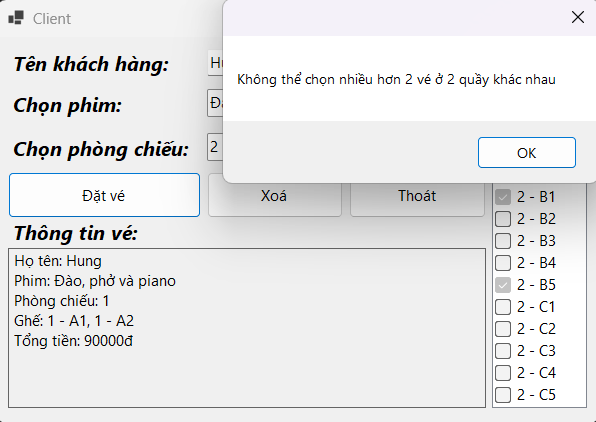 Client
Không thể chọn nhiều hơn 2 vé ở 2 quầy khác nhau
OK
Tên khách hàng:
Hu
Chọn phim:
Chọn phòng chiếu:
2
Đặt vé
Xoá
Thoát
Thông tin vé:
Họ tên: Hung
Phim: Đào, phở và piano
Phòng chiếu: 1
Ghế: 1 - A1, 1 - A2
Tổng tiền: 90000đ
2 - B1
2 - B2
2 - B3
2 - B4
2 - B5
2 - C1
2 - C2
2 - C3
2 - C4
2 - C5